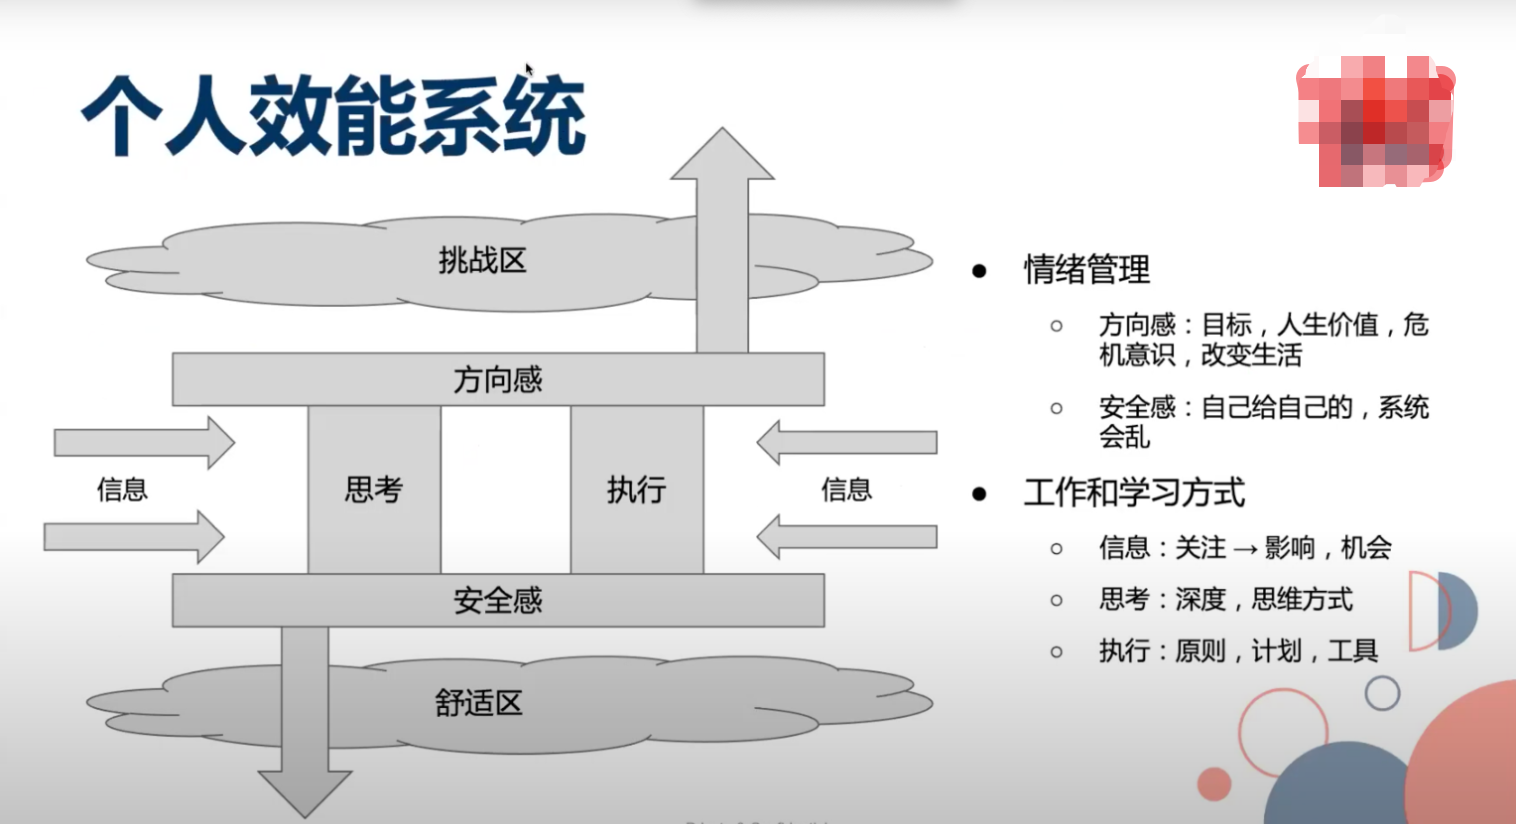 个人效能系统
挑战区
方向感
信息
思考
执行
信息
安全感
舒适区
● 情绪管理
○ 方向感：目标，人生价值，危
机意识，改变生活
○ 安全感：自己给自己的，系统
会乱
● 工作和学习方式
○ 信息：关注 → 影响，机会
○ 思考：深度，思维方式
○ 执行：原则，计划，工具